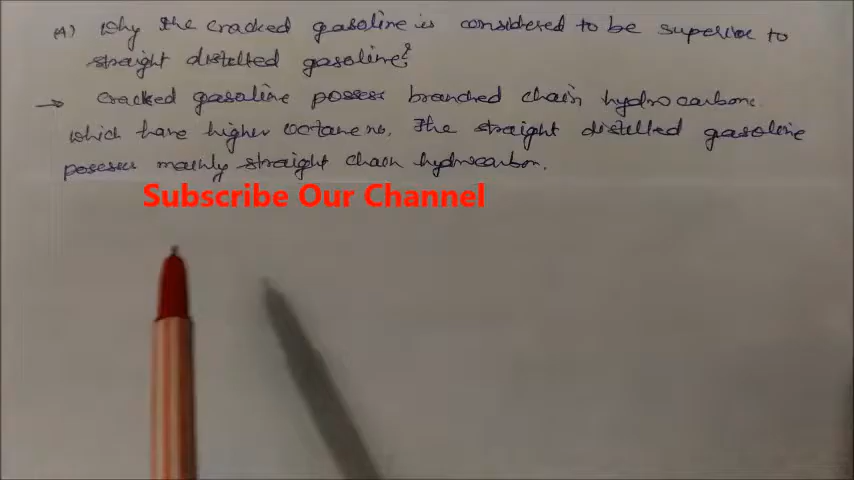 (A) Why the cracked gasoline is considered to be superior to
straight distilled gasoline?
→ cracked gasoline posses branched chain hydrocarbons.
which have higher octane no. The straight distilled gasoline
posesses mainly straight chain hydrocarbon.
Subscribe Our Channel